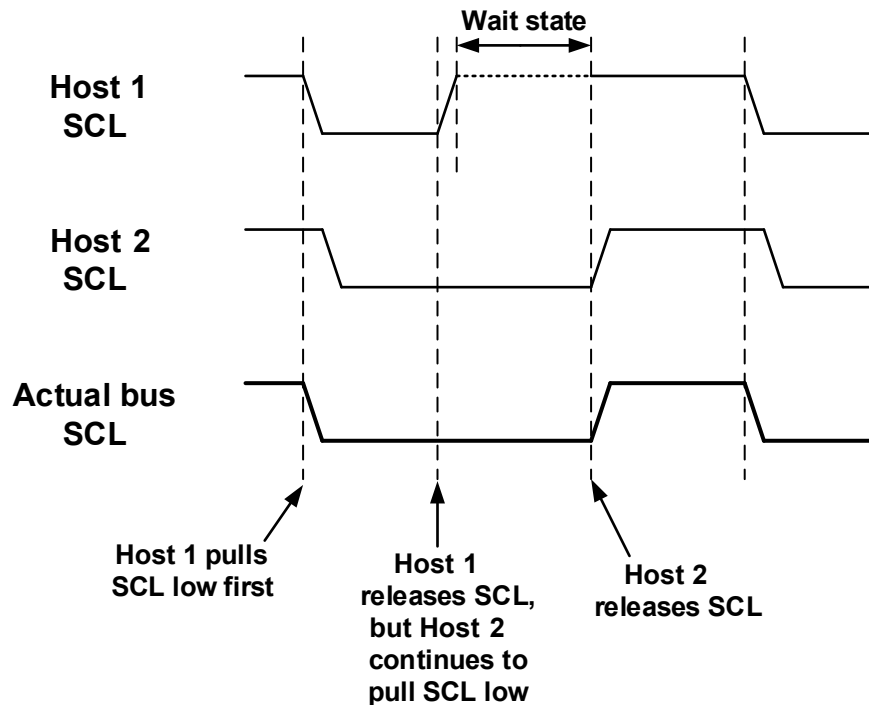 Wait state
Host 1
SCL
Host 2
SCL
Actual bus
SCL
Host 1 pulls
SCL low first
Host 1
releases SCL,
but Host 2
continues to
pull SCL low
Host 2
releases SCL